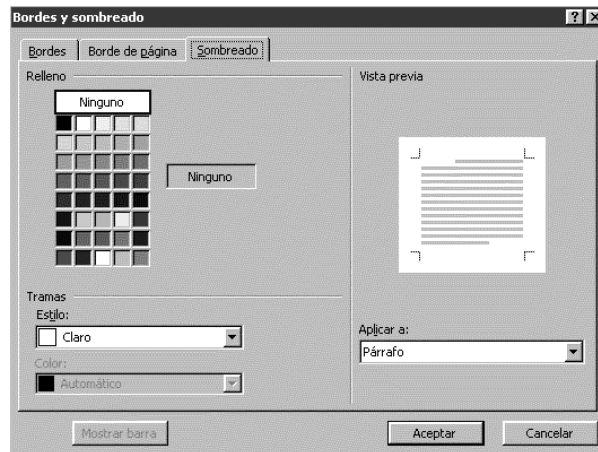 Bordes y sombreado
Bordes
Borde de página
Sombreado
Relleno
Ninguno
Ninguno
Tramas
Estilo:
Claro
Color:
Automático
Vista previa
Aplicar a:
Párrafo
Mostrar barra
Aceptar
Cancelar